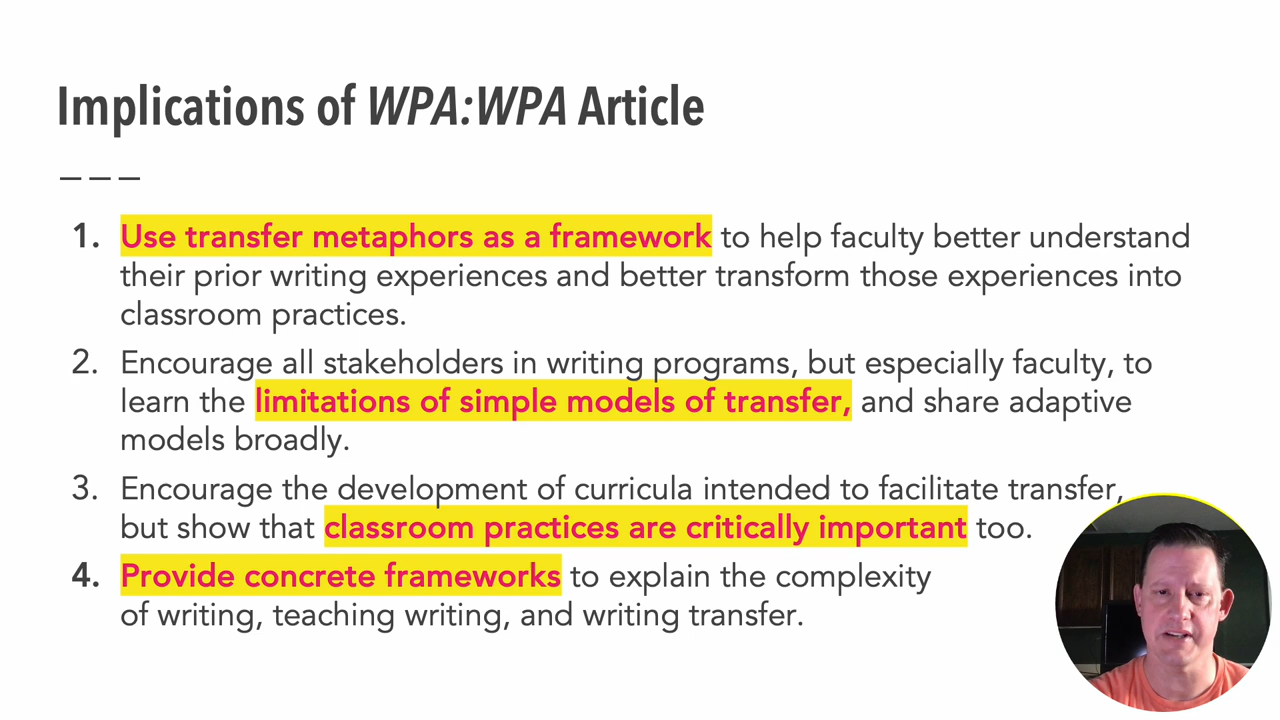 Implications of WPA:WPA Article
1. Use transfer metaphors as a framework to help faculty better understand
their prior writing experiences and better transform those experiences into
classroom practices.
2. Encourage all stakeholders in writing programs, but especially faculty, to
learn the limitations of simple models of transfer, and share adaptive
models broadly.
3. Encourage the development of curricula intended to facilitate transfer,
but show that classroom practices are critically important too.
4. Provide concrete frameworks to explain the complexity
of writing, teaching writing, and writing transfer.